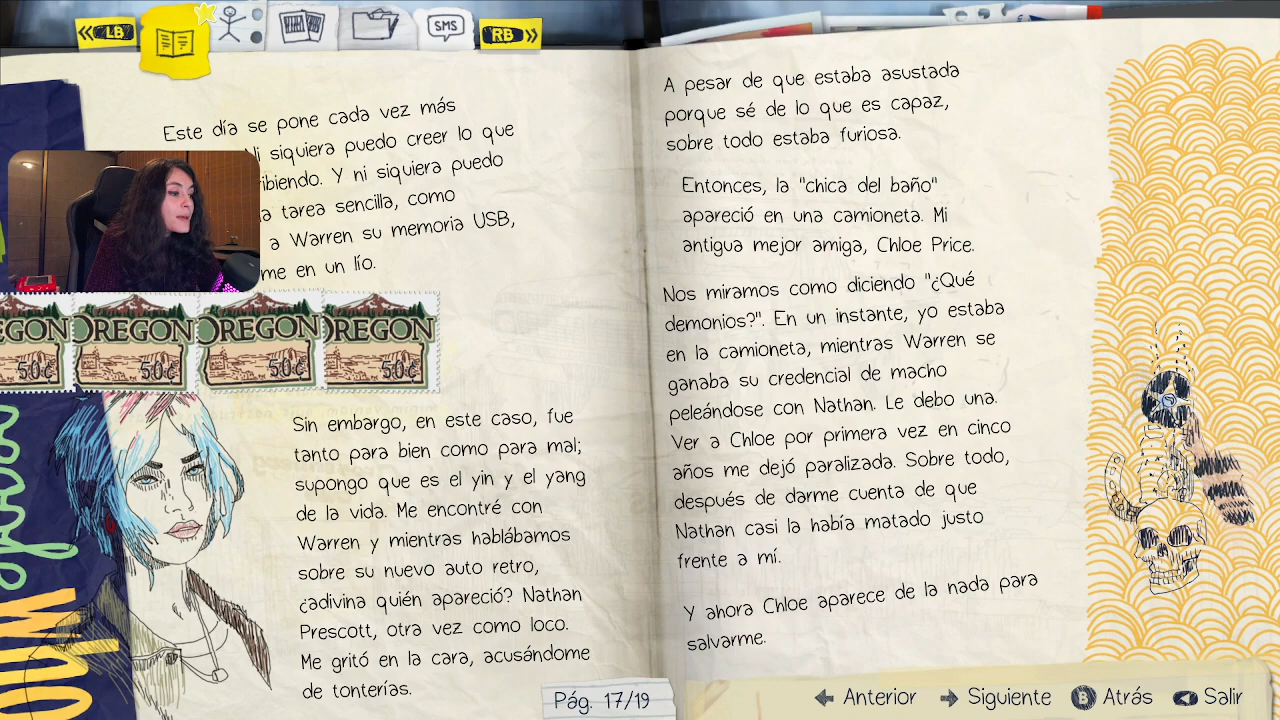 LB
SMS
RB
Este día se pone cada vez más
siquiera puedo creer lo que
Y ni siquiera puedo
tarea sencilla, como
a Warren su memoria USB,
me en un lío.
OREGON OREGON OREGON
50¢ 50¢ 50¢ 50¢
Sin embargo, en este caso, fue
tanto para bien como para mal;
supongo que es el yin y el yang
de la vida. Me encontré con
Warren y mientras hablábamos
sobre su nuevo auto retro,
¿adivina quién apareció? Nathan
Prescott, otra vez como loco.
Me gritó en la cara, acusándome
de tonterías.
who
A pesar de que estaba asustada
porque sé de lo que es capaz,
sobre todo estaba furiosa.
Entonces, la "chica del baño"
apareció en una camioneta. Mi
antigua mejor amiga, Chloe Price.
Nos miramos como diciendo "¿Qué
demonios?". En un instante, yo estaba
en la camioneta, mientras Warren se
ganaba su credencial de macho
peleándose con Nathan. Le debo una.
Ver a Chloe por primera vez en cinco
años me dejó paralizada. Sobre todo,
después de darme cuenta de que
Nathan casi la había matado justo
frente a mí.
Y ahora Chloe aparece de la nada para
salvarme.
Pág. 17/19
Anterior
Siguiente
B Atrás
Salir